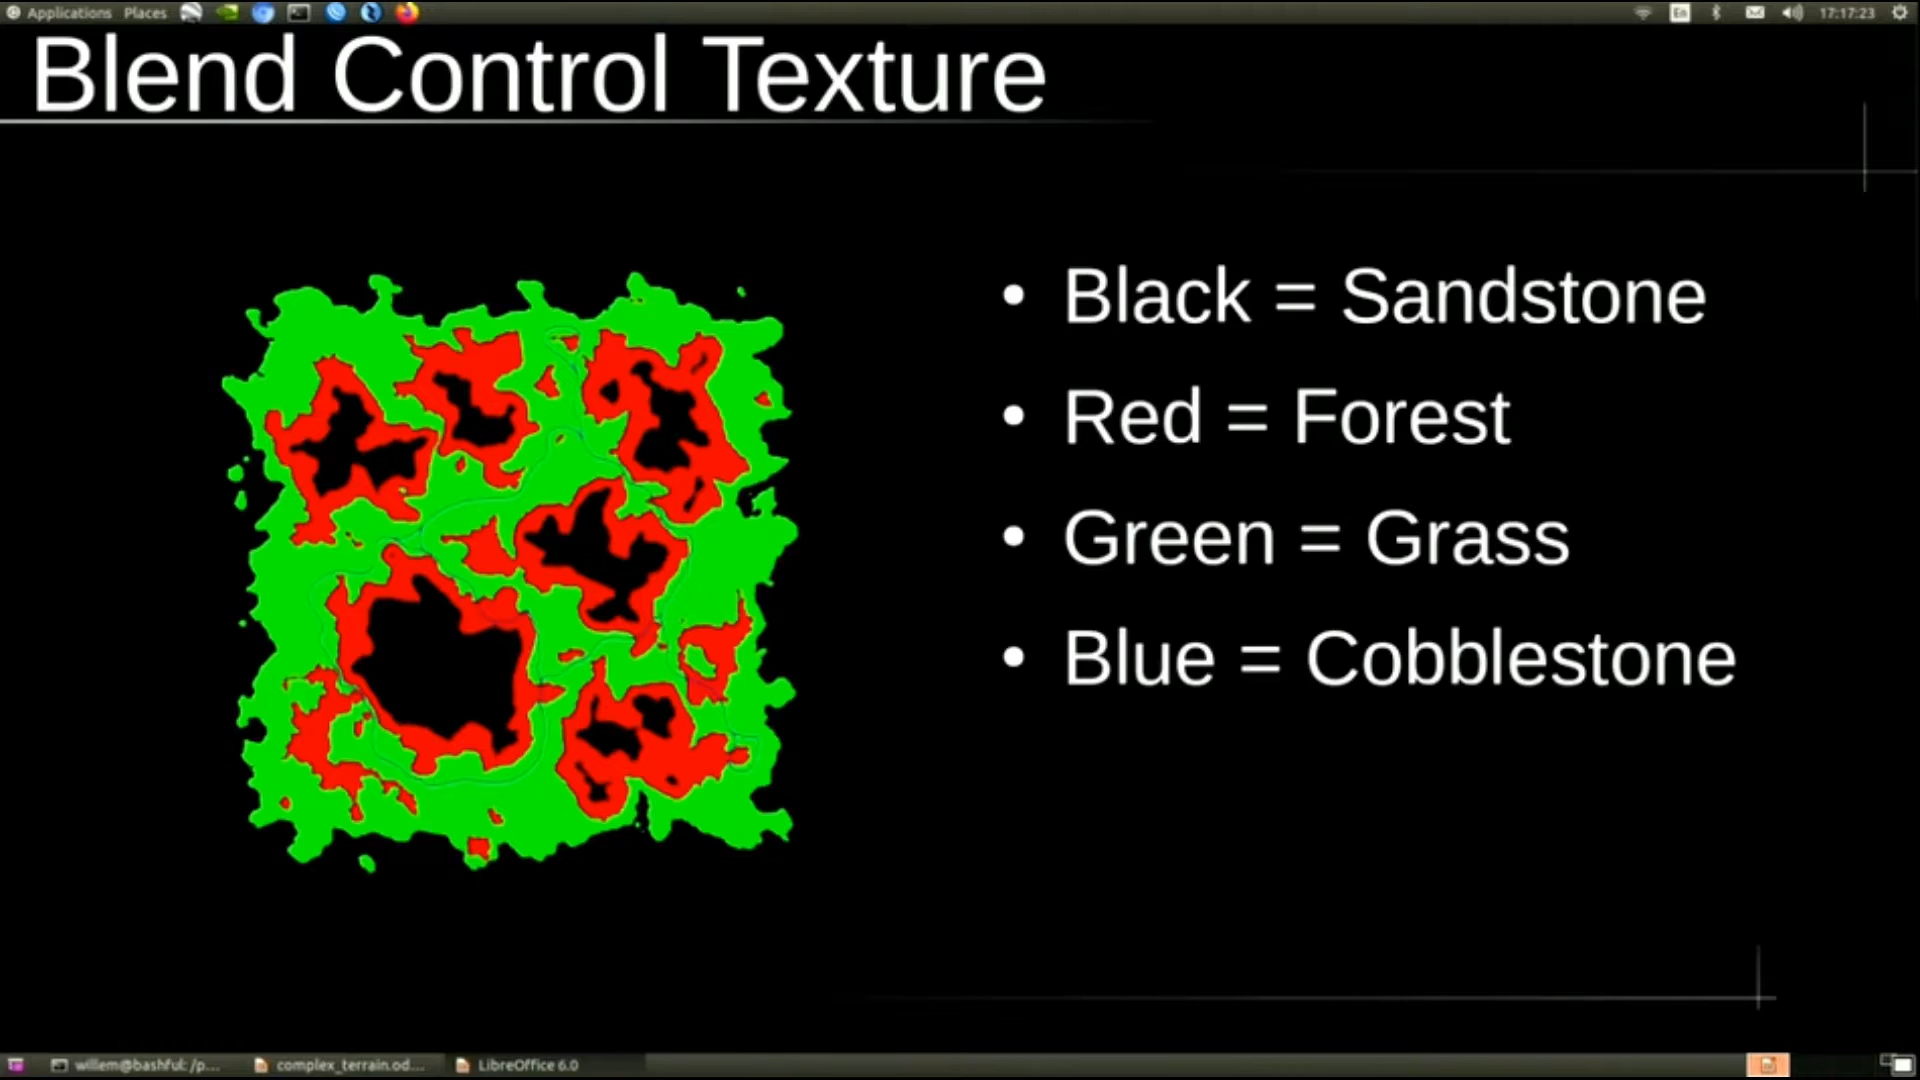 Applications Places En 17:17:23
Blend Control Texture
• Black = Sandstone
• Red = Forest
• Green = Grass
• Blue = Cobblestone
willem@bashful: /p... complex_terrain.od... LibreOffice 6.0